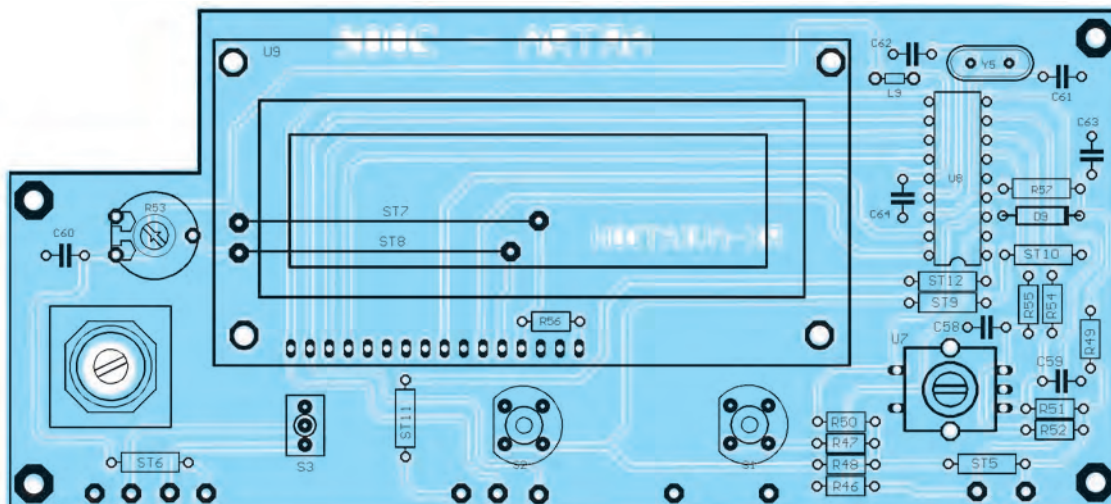 U9
C62
Y5
L9
C61
C63
U8
C64
R57
D9
R53
C60
ST7
ST8
ST10
ST12
ST9
R55
R54
R49
R56
C58
U7
C59
R51
R52
ST11
S3
S2
S1
R50
R47
R48
R46
ST6
ST5